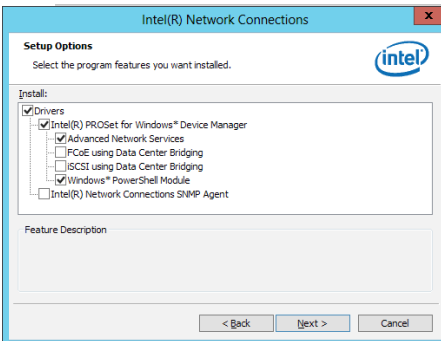 Intel(R) Network Connections
x
Setup Options
Select the program features you want installed.
intel
Install:
Drivers
Intel(R) PROSet for Windows* Device Manager
Advanced Network Services
FCoE using Data Center Bridging
iSCSI using Data Center Bridging
Windows* PowerShell Module
Intel(R) Network Connections SNMP Agent
Feature Description
< Back Next > Cancel